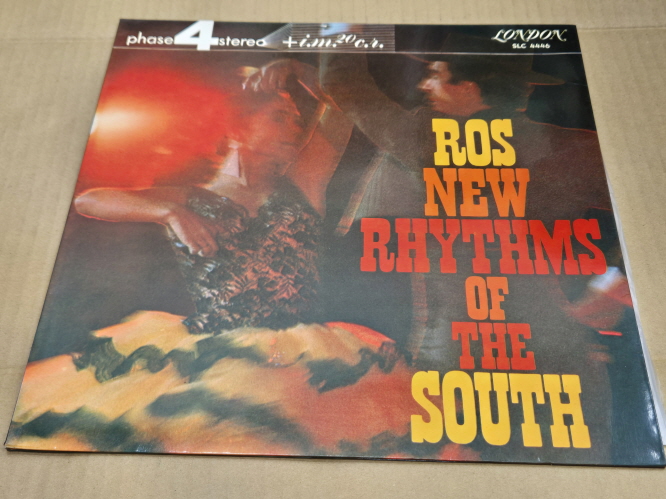 phase 4 stereo + i.m. 20 c.r.
LONDON
SLC 4446
ROS
NEW
RHYTHMS
OF
THE
SOUTH